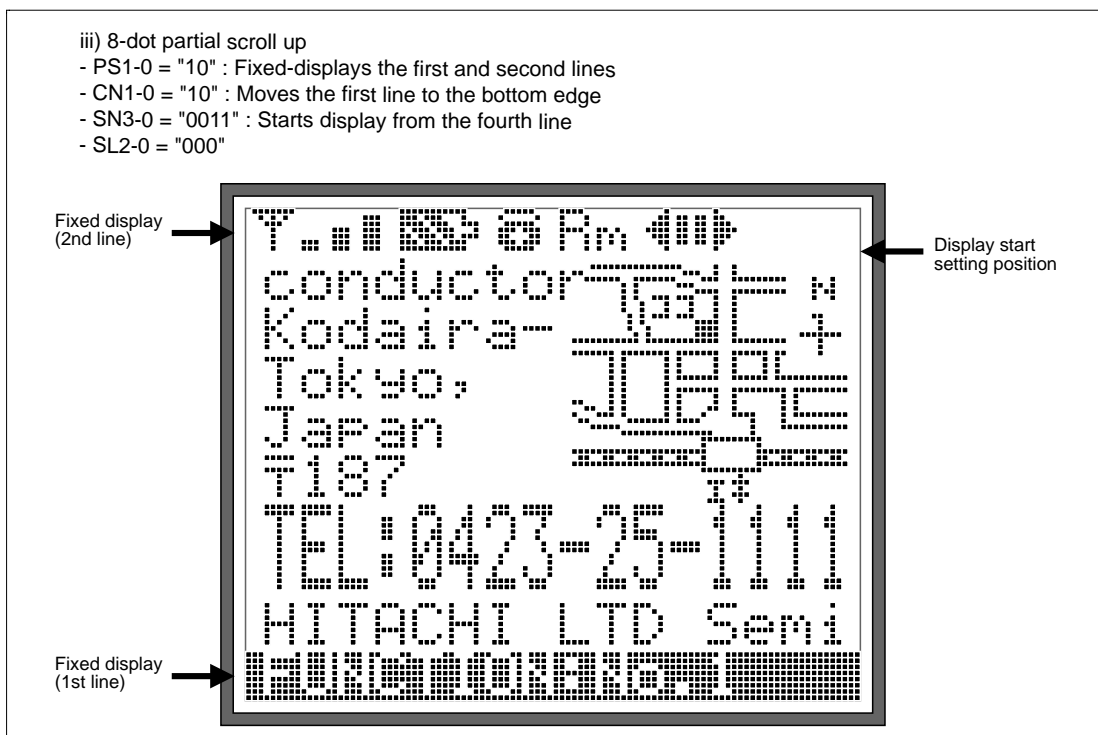 iii) 8-dot partial scroll up
- PS1-0 = "10" : Fixed-displays the first and second lines
- CN1-0 = "10" : Moves the first line to the bottom edge
- SN3-0 = "0011" : Starts display from the fourth line
- SL2-0 = "000"
Fixed display
(2nd line)
Rm
Display start
setting position
conductor
N
Kodaira-
Tokyo,
Japan
〒187
TEL:0423-25-1111
HITACHI LTD Semi
Fixed display
(1st line)
FUNCTION